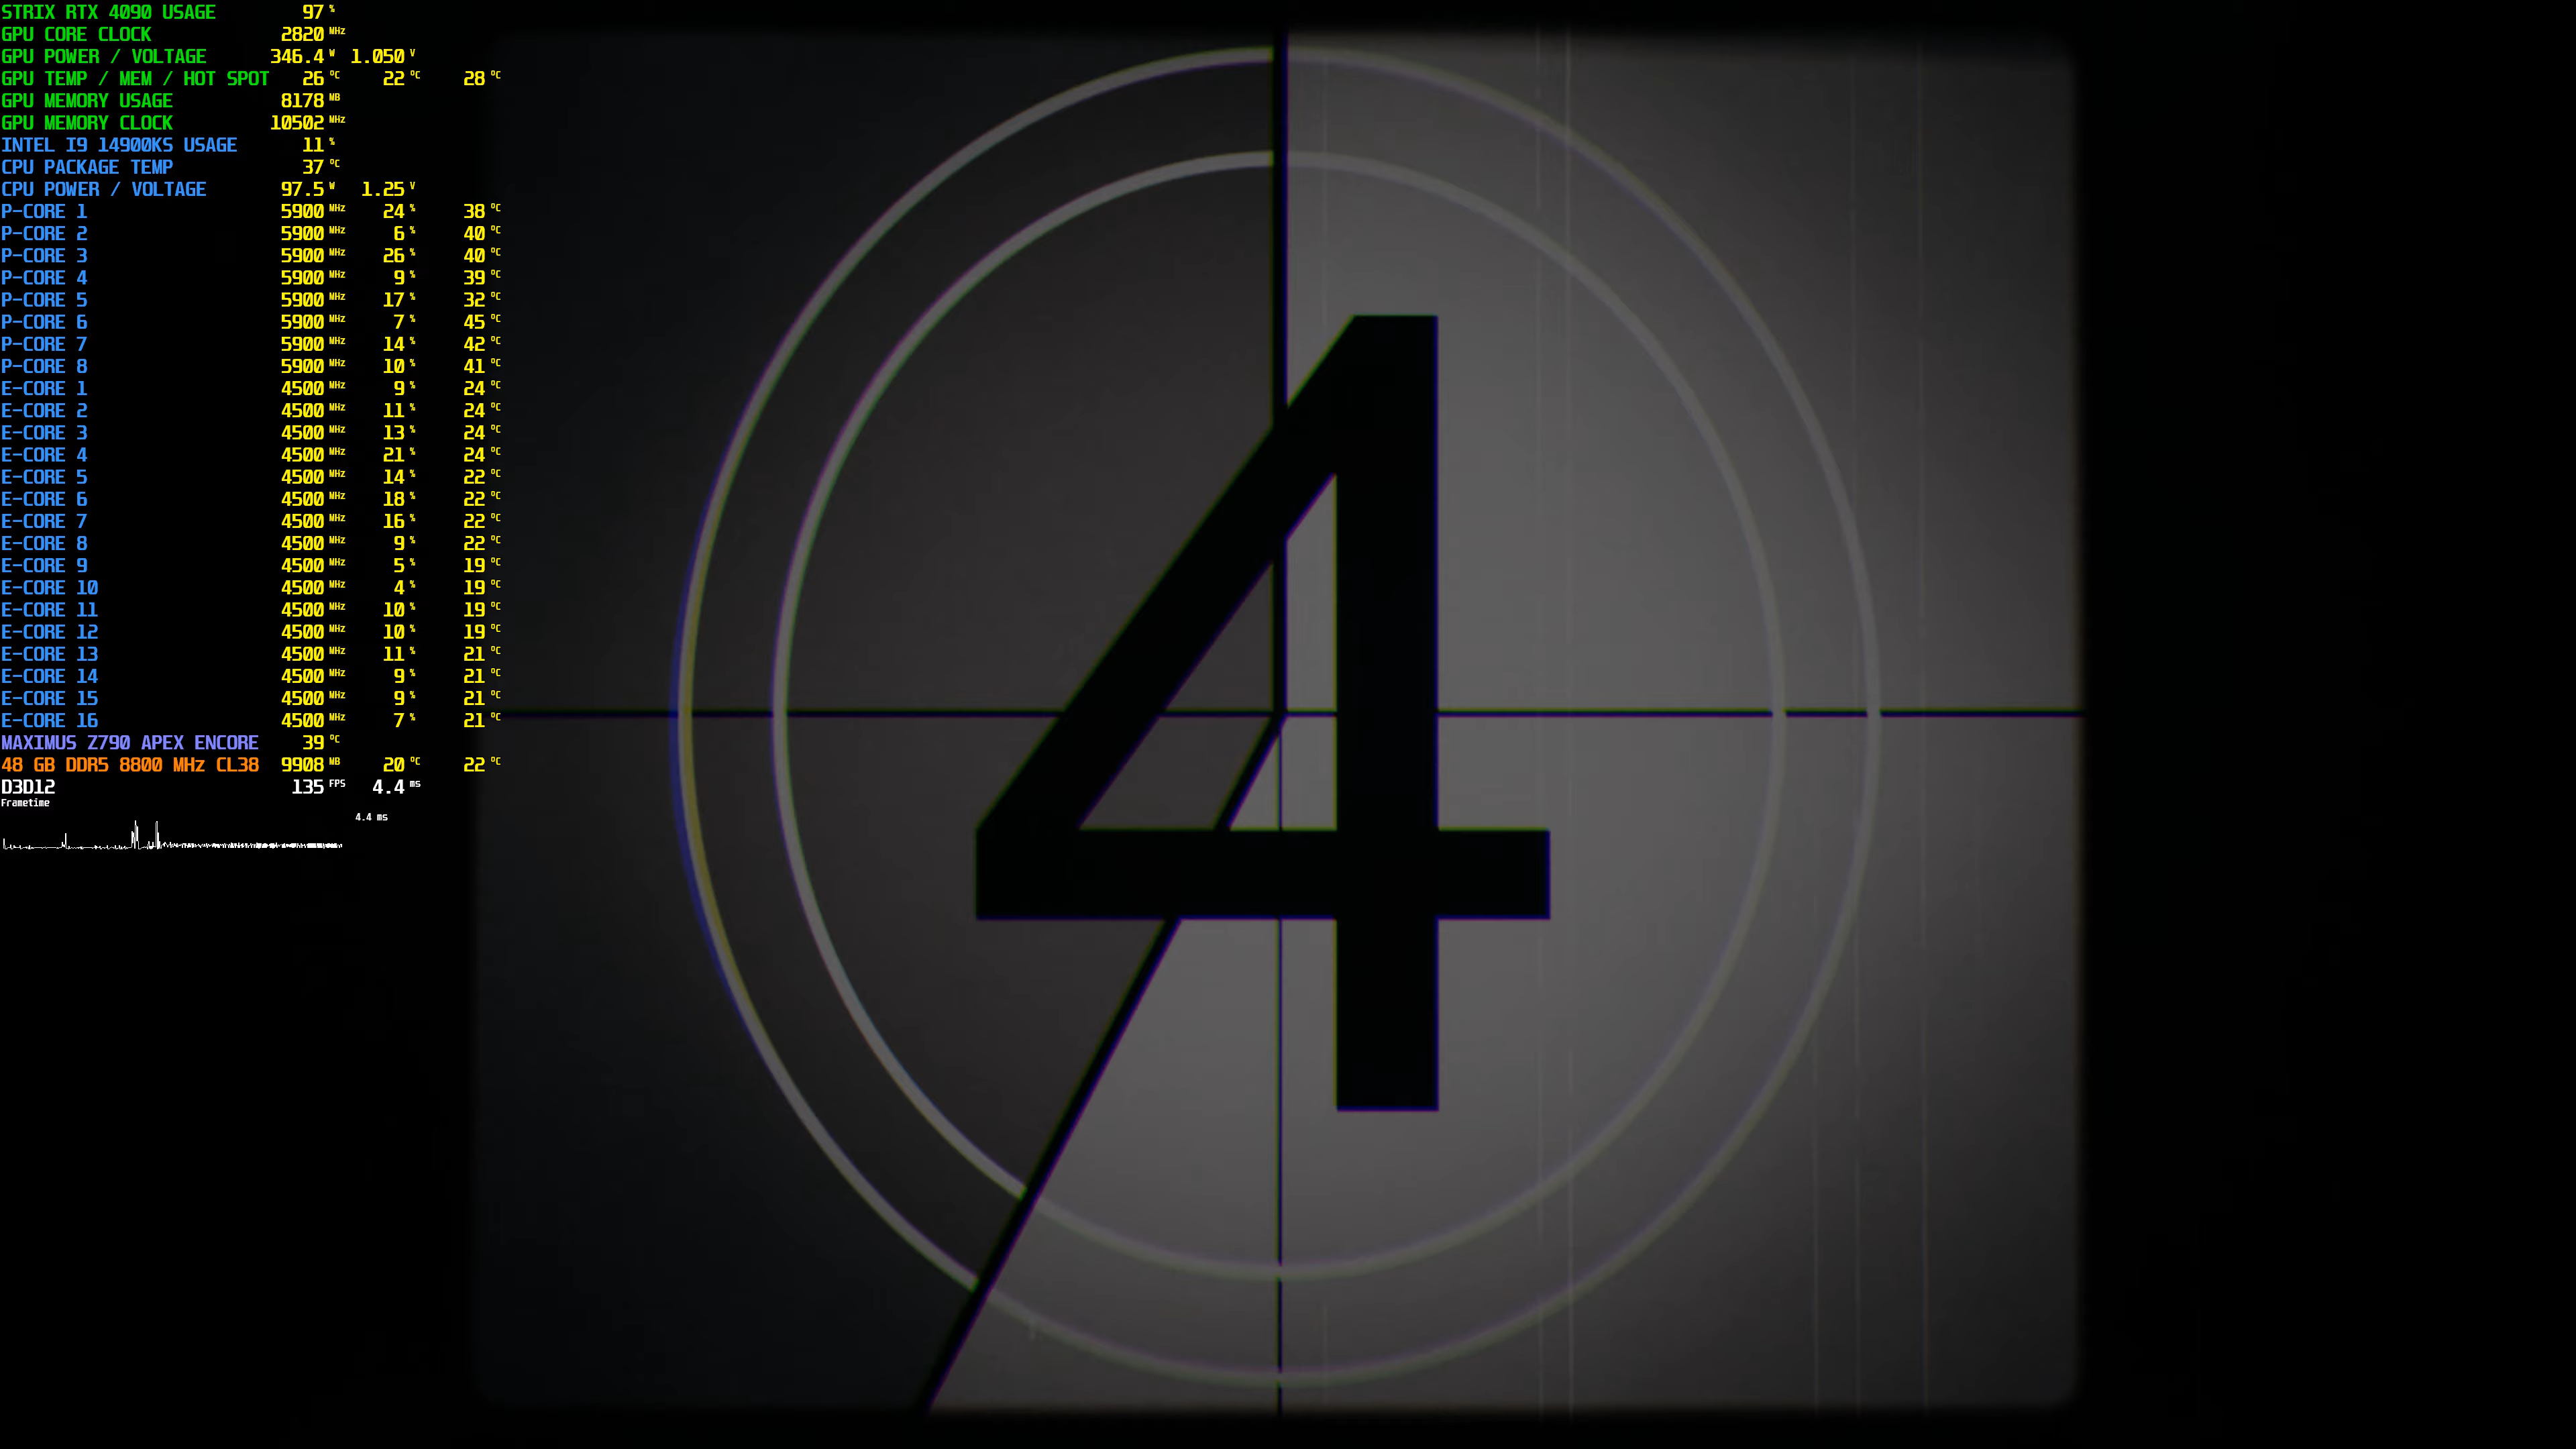 STRIX RTX 4090 USAGE 97 %
GPU CORE CLOCK 2820 MHz
GPU POWER / VOLTAGE 346.4 W 1.050 V
GPU TEMP / MEM / HOT SPOT 26 °C 22 °C 28 °C
GPU MEMORY USAGE 8178 MB
GPU MEMORY CLOCK 10502 MHz
INTEL I9 14900KS USAGE 11 %
CPU PACKAGE TEMP 37 °C
CPU POWER / VOLTAGE 97.5 W 1.25 V
P-CORE 1 5900 MHz 24 % 38 °C
P-CORE 2 5900 MHz 6 % 40 °C
P-CORE 3 5900 MHz 26 % 40 °C
P-CORE 4 5900 MHz 9 % 39 °C
P-CORE 5 5900 MHz 17 % 32 °C
P-CORE 6 5900 MHz 7 % 45 °C
P-CORE 7 5900 MHz 14 % 42 °C
P-CORE 8 5900 MHz 10 % 41 °C
E-CORE 1 4500 MHz 9 % 24 °C
E-CORE 2 4500 MHz 11 % 24 °C
E-CORE 3 4500 MHz 13 % 24 °C
E-CORE 4 4500 MHz 21 % 24 °C
E-CORE 5 4500 MHz 14 % 22 °C
E-CORE 6 4500 MHz 18 % 22 °C
E-CORE 7 4500 MHz 16 % 22 °C
E-CORE 8 4500 MHz 9 % 22 °C
E-CORE 9 4500 MHz 5 % 19 °C
E-CORE 10 4500 MHz 4 % 19 °C
E-CORE 11 4500 MHz 10 % 19 °C
E-CORE 12 4500 MHz 10 % 19 °C
E-CORE 13 4500 MHz 11 % 21 °C
E-CORE 14 4500 MHz 9 % 21 °C
E-CORE 15 4500 MHz 9 % 21 °C
E-CORE 16 4500 MHz 7 % 21 °C
MAXIMUS Z790 APEX ENCORE 39 °C
48 GB DDR5 8800 MHz CL38 9908 MB 20 °C 22 °C
D3D12 135 FPS 4.4 ms
Frametime
4.4 ms
4